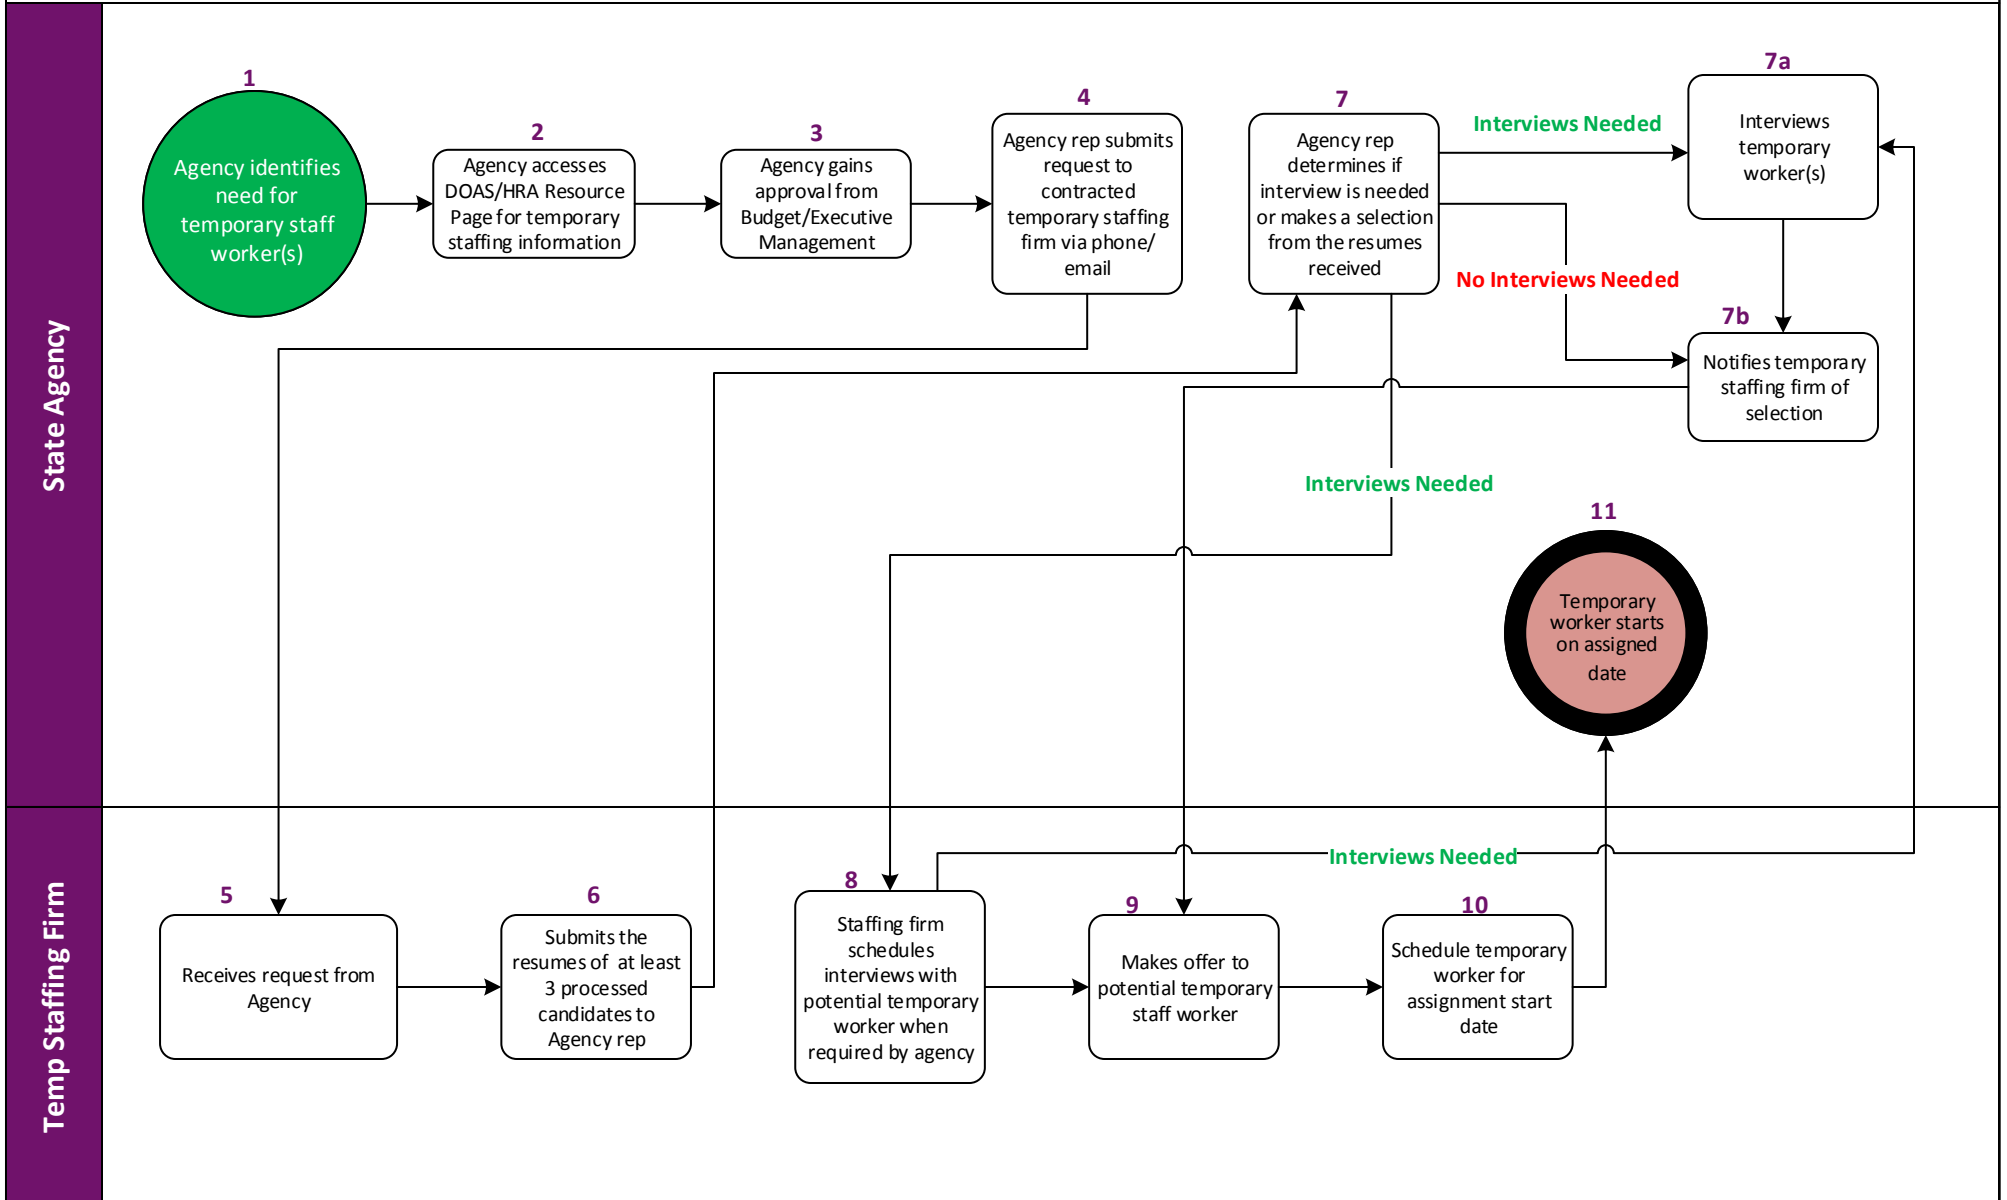 State Agency
1
Agency identifies
need for
temporary staff
worker(s)
2
Agency accesses
DOAS/HRA Resource
Page for temporary
staffing information
3
Agency gains
approval from
Budget/Executive
Management
4
Agency rep submits
request to
contracted
temporary staffing
firm via phone/
email
7
Agency rep
determines if
interview is needed
or makes a selection
from the resumes
received
Interviews Needed
No Interviews Needed
7a
Interviews
temporary
worker(s)
7b
Notifies temporary
staffing firm of
selection
Interviews Needed
11
Temporary
worker starts
on assigned
date
Temp Staffing Firm
5
Receives request from
Agency
6
Submits the
resumes of at least
3 processed
candidates to
Agency rep
8
Staffing firm
schedules
interviews with
potential temporary
worker when
required by agency
Interviews Needed
9
Makes offer to
potential temporary
staff worker
10
Schedule temporary
worker for
assignment start
date